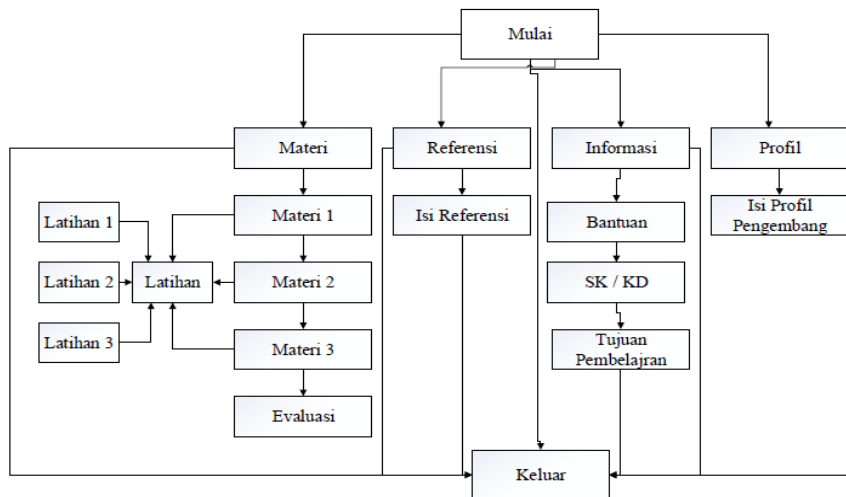 Mulai
Materi
Referensi
Informasi
Profil
Latihan 1
Materi 1
Isi Referensi
Bantuan
Isi Profil
Pengembang
Latihan 2
Latihan
Materi 2
SK / KD
Latihan 3
Materi 3
Tujuan
Pembelajran
Evaluasi
Keluar